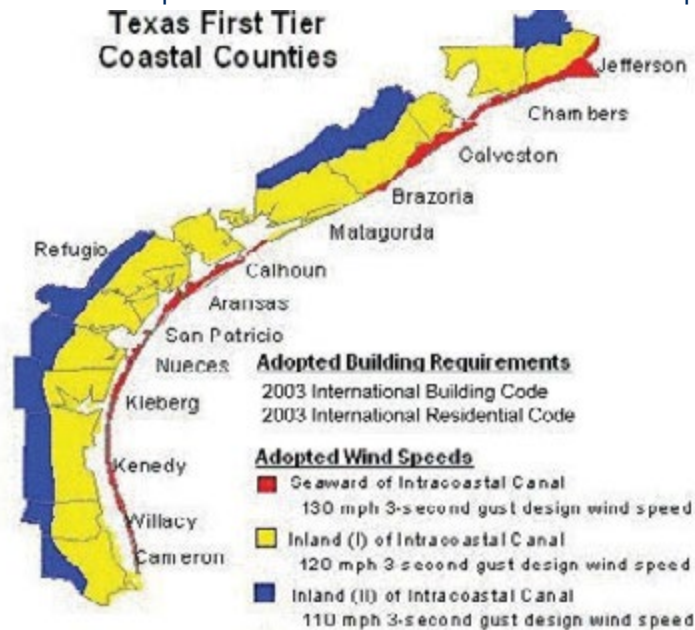 Texas First Tier
Coastal Counties
Jefferson
Chambers
Galveston
Brazoria
Matagorda
Refugio
Calhoun
Aransas
San Patricio
Nueces
Kleberg
Kenedy
Willacy
Cameron
Adopted Building Requirements
2003 International Building Code
2003 International Residential Code
Adopted Wind Speeds
Seaward of Intracoastal Canal
130 mph 3-second gust design wind speed
Inland (I) of Intracoastal Canal
120 mph 3-second gust design wind speed
Inland (II) of Intracoastal Canal
110 mph 3-second gust design wind speed